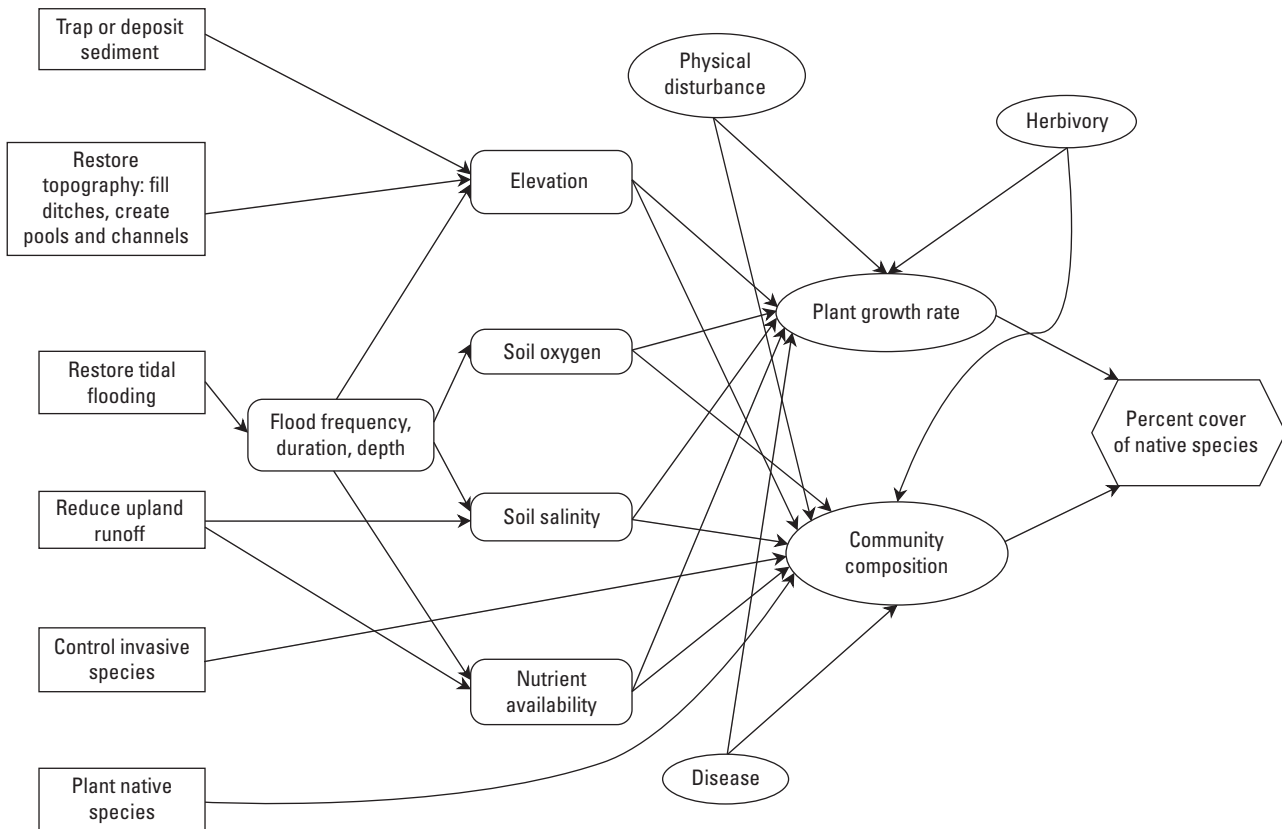 Trap or deposit
sediment
Physical
disturbance
Herbivory
Restore
topography: fill
ditches, create
pools and channels
Elevation
Plant growth rate
Soil oxygen
Restore tidal
flooding
Flood frequency,
duration, depth
Percent cover
of native species
Reduce upland
runoff
Soil salinity
Community
composition
Control invasive
species
Nutrient
availability
Disease
Plant native
species